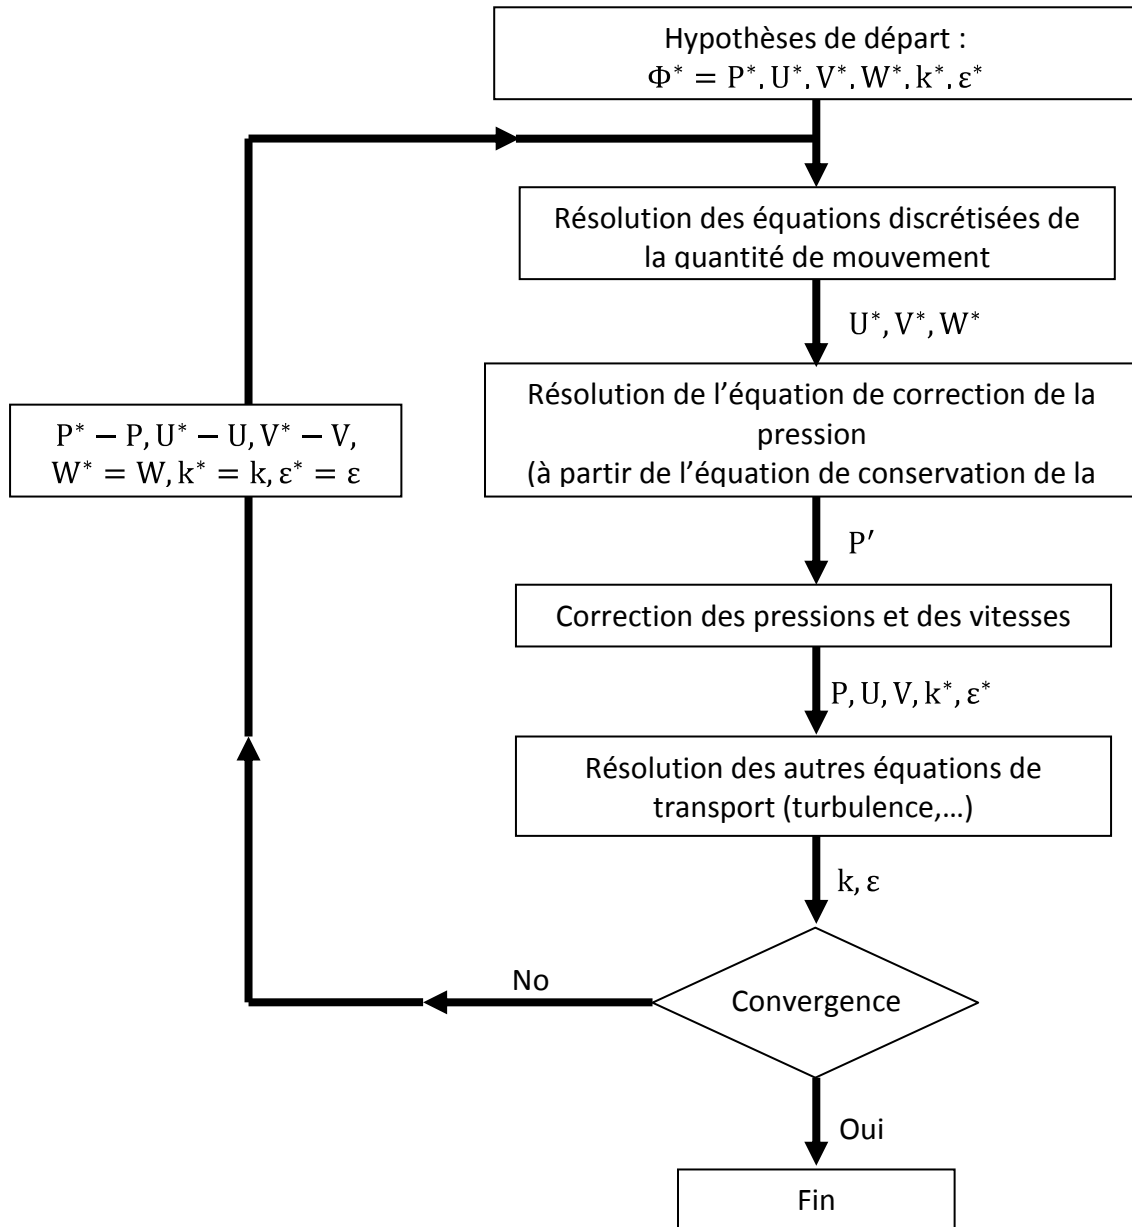 Hypothèses de départ :
Φ* = P*, U*, V*, W*, k*, ε*
Résolution des équations discrétisées de
la quantité de mouvement
U*, V*, W*
Résolution de l’équation de correction de la
pression
(à partir de l’équation de conservation de la
P* − P, U* − U, V* − V,
W* = W, k* = k, ε* = ε
P′
Correction des pressions et des vitesses
P, U, V, k*, ε*
Résolution des autres équations de
transport (turbulence,…)
k, ε
No
Convergence
Oui
Fin